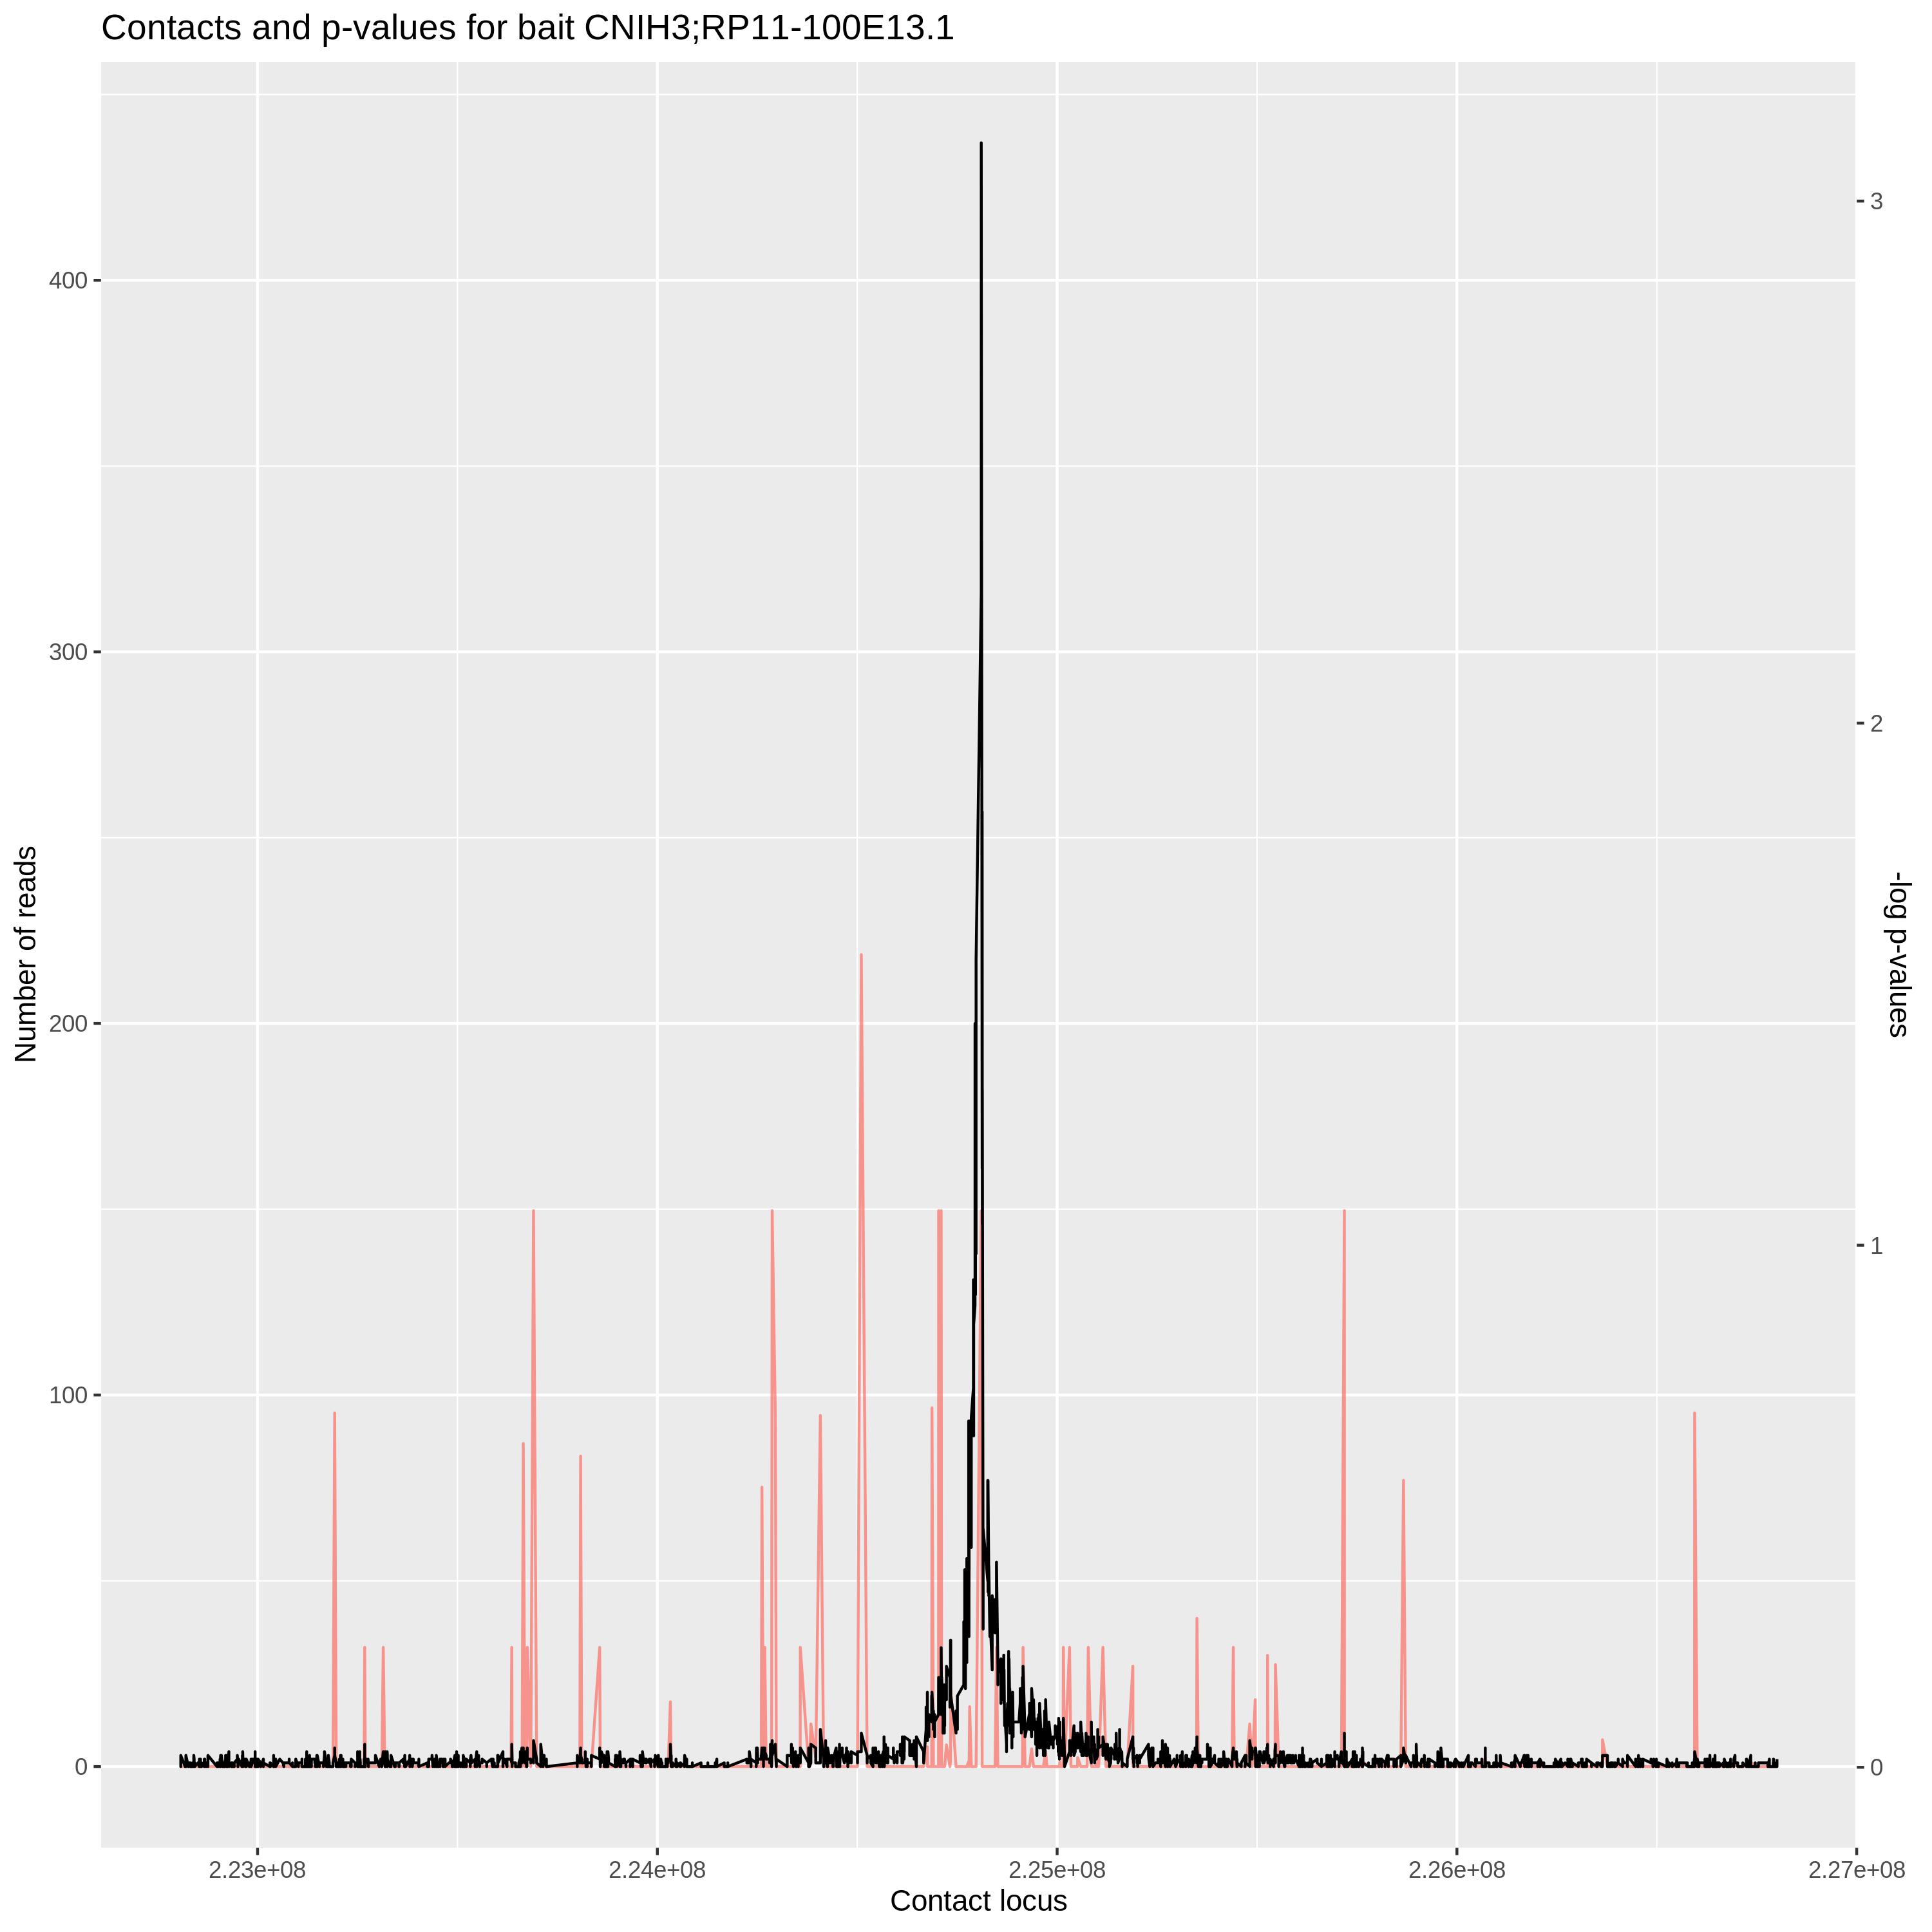 Contacts and p-values for bait CNIH3;RP11-100E13.1
400
300
200
100
0
Number of reads
3
2
1
0
-log p-values
2.23e+08
2.24e+08
2.25e+08
2.26e+08
2.27e+08
Contact locus